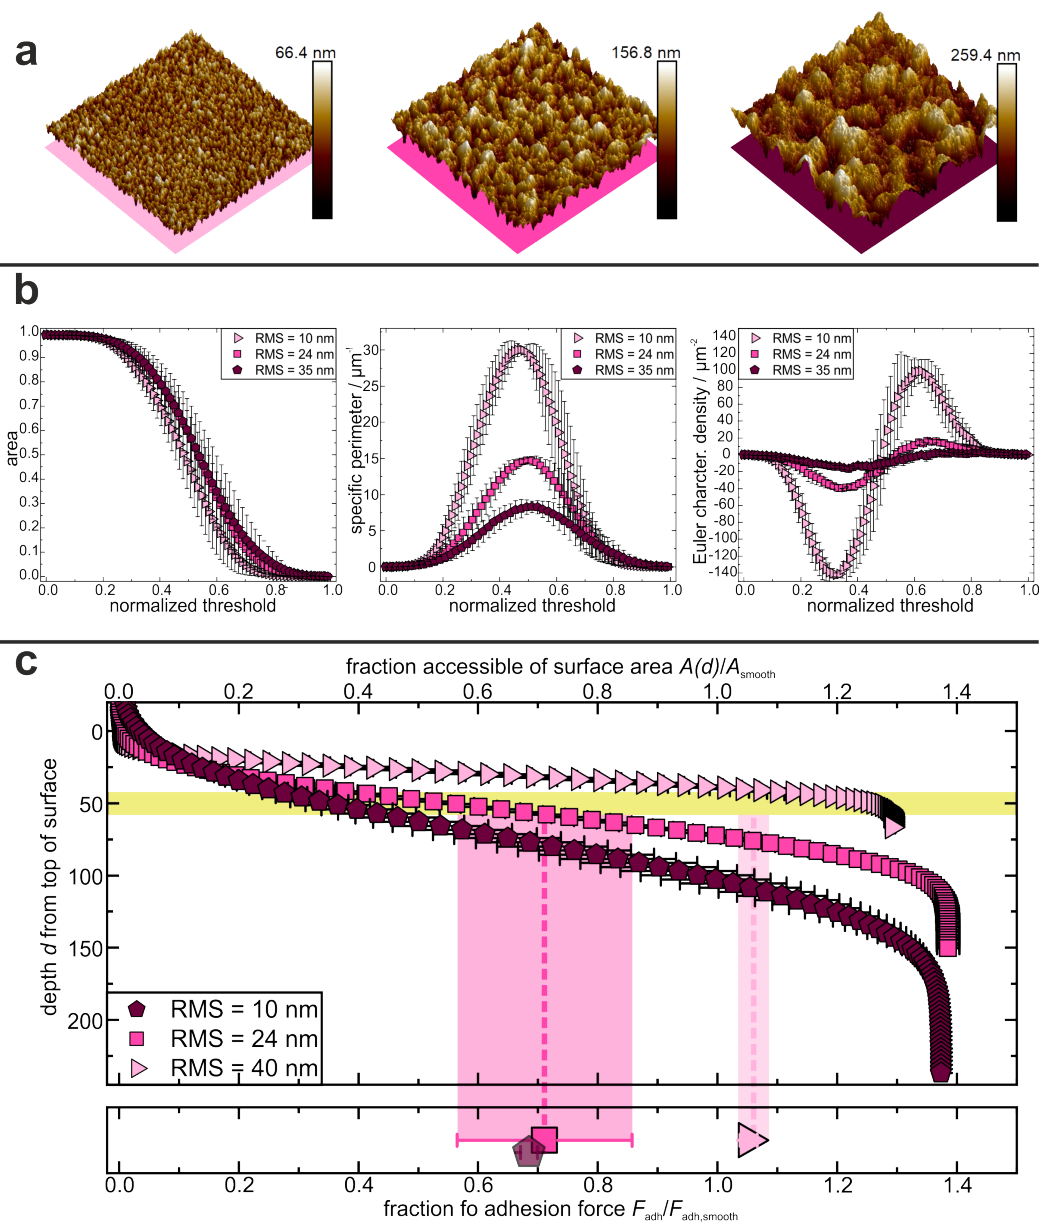 a
66.4 nm
156.8 nm
259.4 nm
b
RMS = 10 nm
RMS = 24 nm
RMS = 35 nm
1.0
0.9
0.8
0.7
0.6
0.5
0.4
0.3
0.2
0.1
0.0
area
0.0 0.2 0.4 0.6 0.8 1.0
normalized threshold
RMS = 10 nm
RMS = 24 nm
RMS = 35 nm
30
25
20
15
10
5
0
specific perimeter / µm⁻¹
0.0 0.2 0.4 0.6 0.8 1.0
normalized threshold
RMS = 10 nm
RMS = 24 nm
RMS = 35 nm
140
120
100
80
60
40
20
0
-20
-40
-60
-80
-100
-120
-140
Euler charcter. density / µm⁻²
0.0 0.2 0.4 0.6 0.8 1.0
normalized threshold
c
fraction accessible of surface area A(d)/Asmooth
0.0 0.2 0.4 0.6 0.8 1.0 1.2 1.4
0
50
100
150
200
depth d from top of surface
RMS = 10 nm
RMS = 24 nm
RMS = 40 nm
0.0 0.2 0.4 0.6 0.8 1.0 1.2 1.4
fraction fo adhesion force Fadh/Fadh,smooth